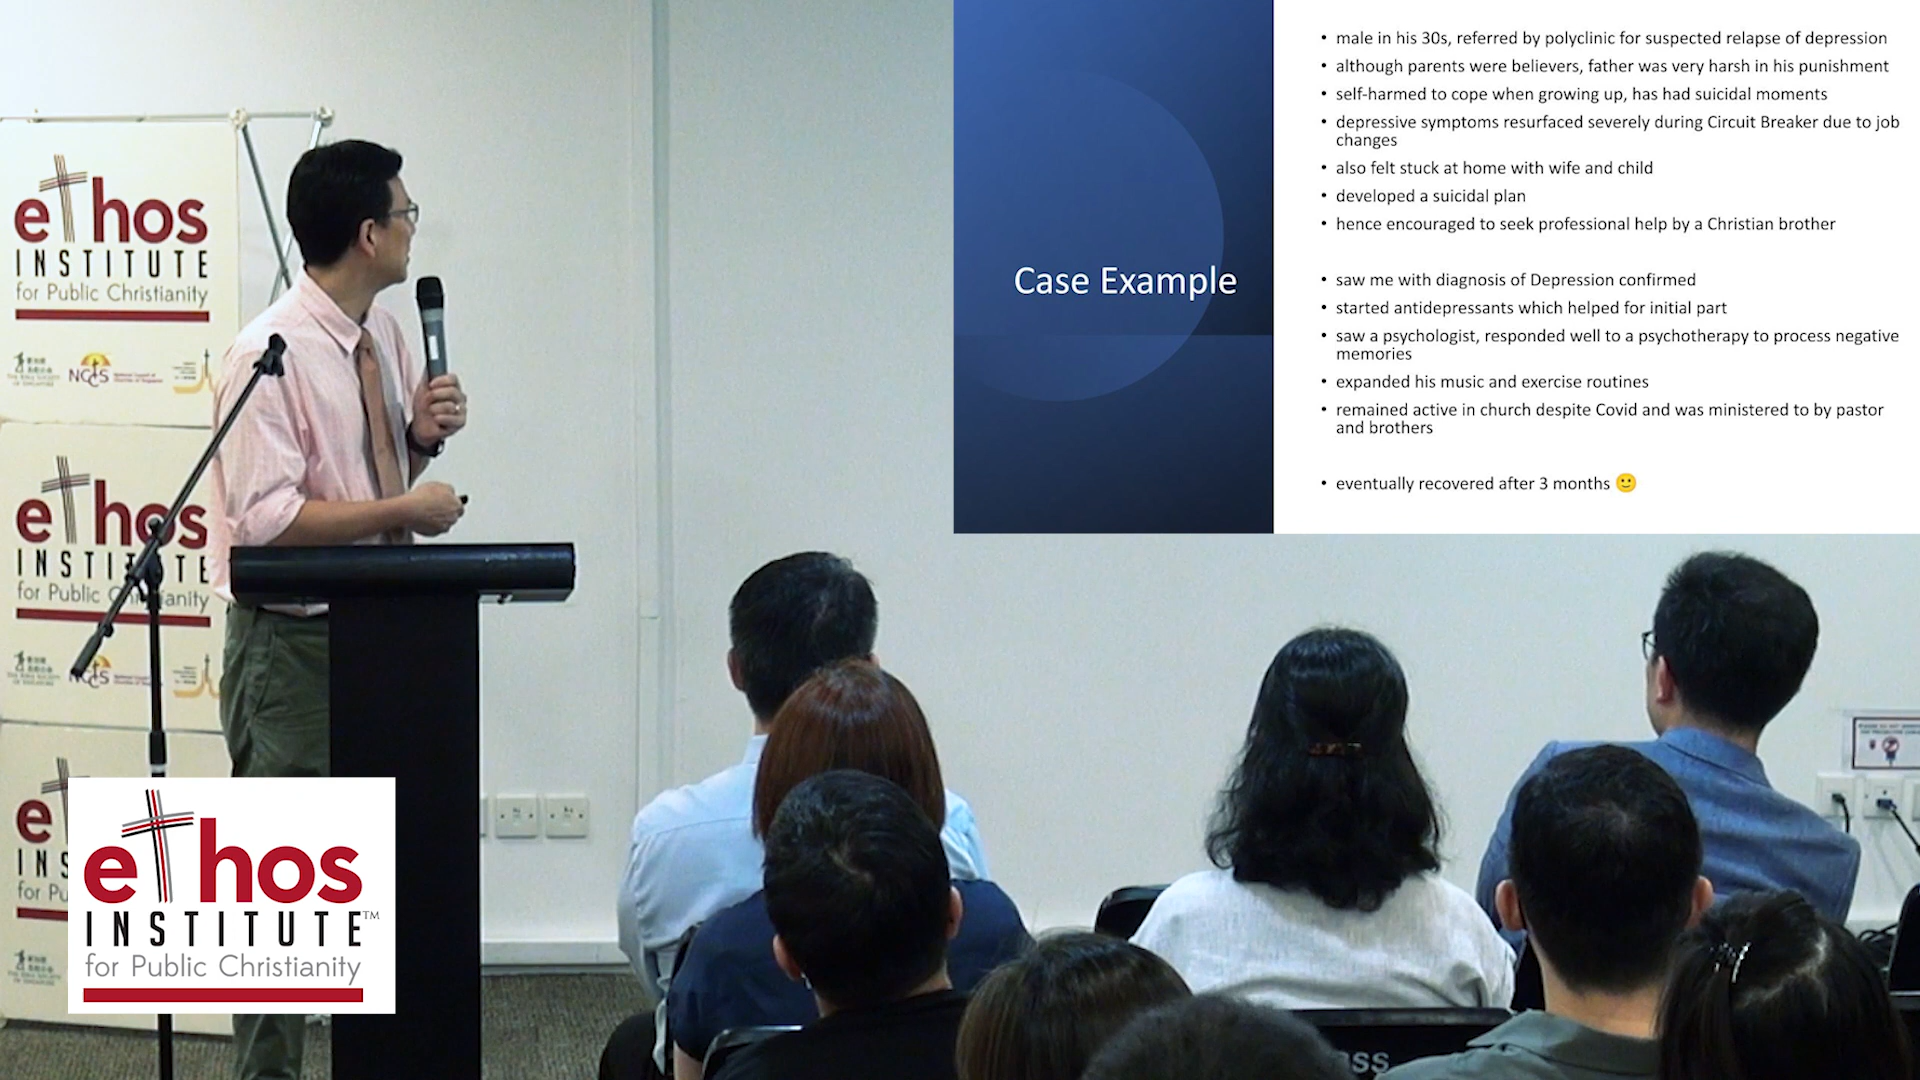 • male in his 30s, referred by polyclinic for suspected relapse of depression
• although parents were believers, father was very harsh in his punishment
• self-harmed to cope when growing up, has had suicidal moments
• depressive symptoms resurfaced severely during Circuit Breaker due to job
changes
• also felt stuck at home with wife and child
• developed a suicidal plan
• hence encouraged to seek professional help by a Christian brother
Case Example
• saw me with diagnosis of Depression confirmed
• started antidepressants which helped for initial part
• saw a psychologist, responded well to a psychotherapy to process negative
memories
• expanded his music and exercise routines
• remained active in church despite Covid and was ministered to by pastor
and brothers
• eventually recovered after 3 months 🙂
ethos
INSTITUTE
for Public Christianity
NCCS
ethos
INSTITUTE
for Public Christianity
NCCS
ethos
INSTITUTE™
for Public Christianity